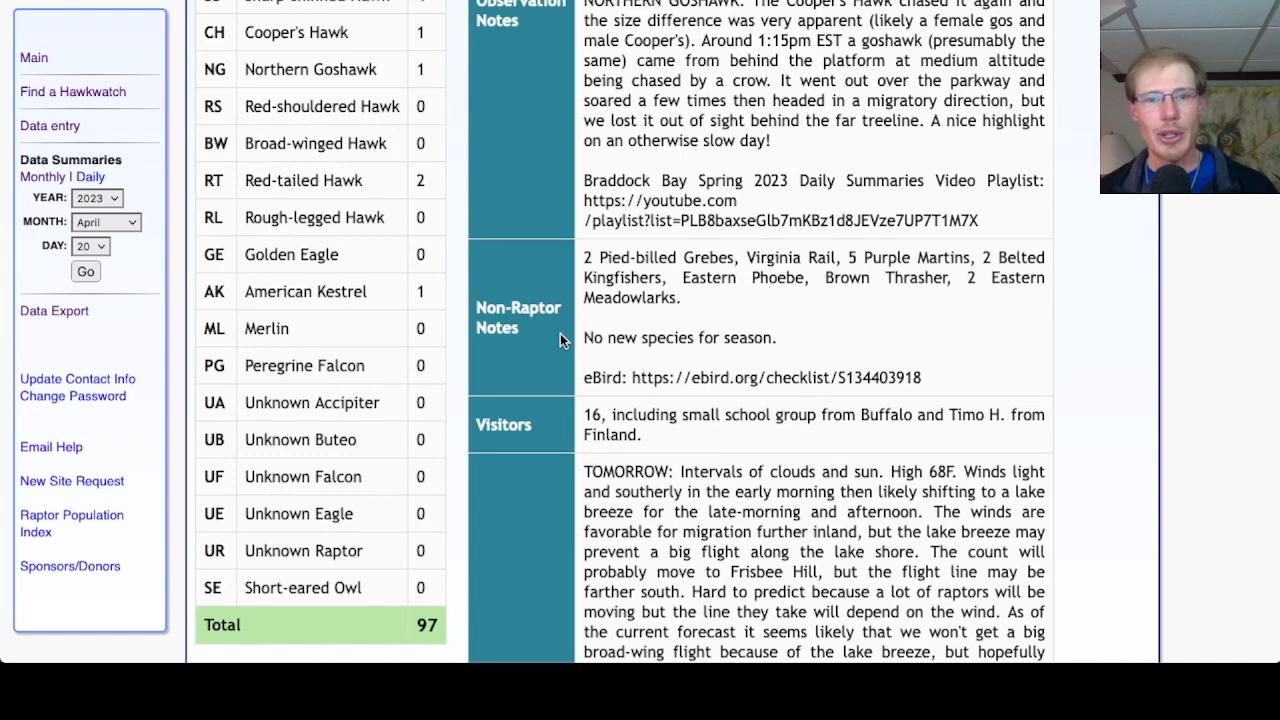 Main
Find a Hawkwatch
Data entry
Data Summaries
Monthly | Daily
YEAR: 2023
MONTH: April
DAY: 20
Go
Data Export
Update Contact Info
Change Password
Email Help
New Site Request
Raptor Population
Index
Sponsors/Donors
CH Cooper's Hawk 1
NG Northern Goshawk 1
RS Red-shouldered Hawk 0
BW Broad-winged Hawk 0
RT Red-tailed Hawk 2
RL Rough-legged Hawk 0
GE Golden Eagle 0
AK American Kestrel 1
ML Merlin 0
PG Peregrine Falcon 0
UA Unknown Accipiter 0
UB Unknown Buteo 0
UF Unknown Falcon 0
UE Unknown Eagle 0
UR Unknown Raptor 0
SE Short-eared Owl 0
Total 97
Observation
Notes
NORTHERN GOSHAWK. The Cooper's Hawk chased it again and
the size difference was very apparent (likely a female gos and
male Cooper's). Around 1:15pm EST a goshawk (presumably the
same) came from behind the platform at medium altitude
being chased by a crow. It went out over the parkway and
soared a few times then headed in a migratory direction, but
we lost it out of sight behind the far treeline. A nice highlight
on an otherwise slow day!
Braddock Bay Spring 2023 Daily Summaries Video Playlist:
https://youtube.com
/playlist?list=PLB8baxseGlb7mKBz1d8JEVze7UP7T1M7X
Non-Raptor
Notes
2 Pied-billed Grebes, Virginia Rail, 5 Purple Martins, 2 Belted
Kingfishers, Eastern Phoebe, Brown Thrasher, 2 Eastern
Meadowlarks.
No new species for season.
eBird: https://ebird.org/checklist/S134403918
Visitors
16, including small school group from Buffalo and Timo H. from
Finland.
TOMORROW: Intervals of clouds and sun. High 68F. Winds light
and southerly in the early morning then likely shifting to a lake
breeze for the late-morning and afternoon. The winds are
favorable for migration further inland, but the lake breeze may
prevent a big flight along the lake shore. The count will
probably move to Frisbee Hill, but the flight line may be
farther south. Hard to predict because a lot of raptors will be
moving but the line they take will depend on the wind. As of
the current forecast it seems likely that we won't get a big
broad-wing flight because of the lake breeze, but hopefully